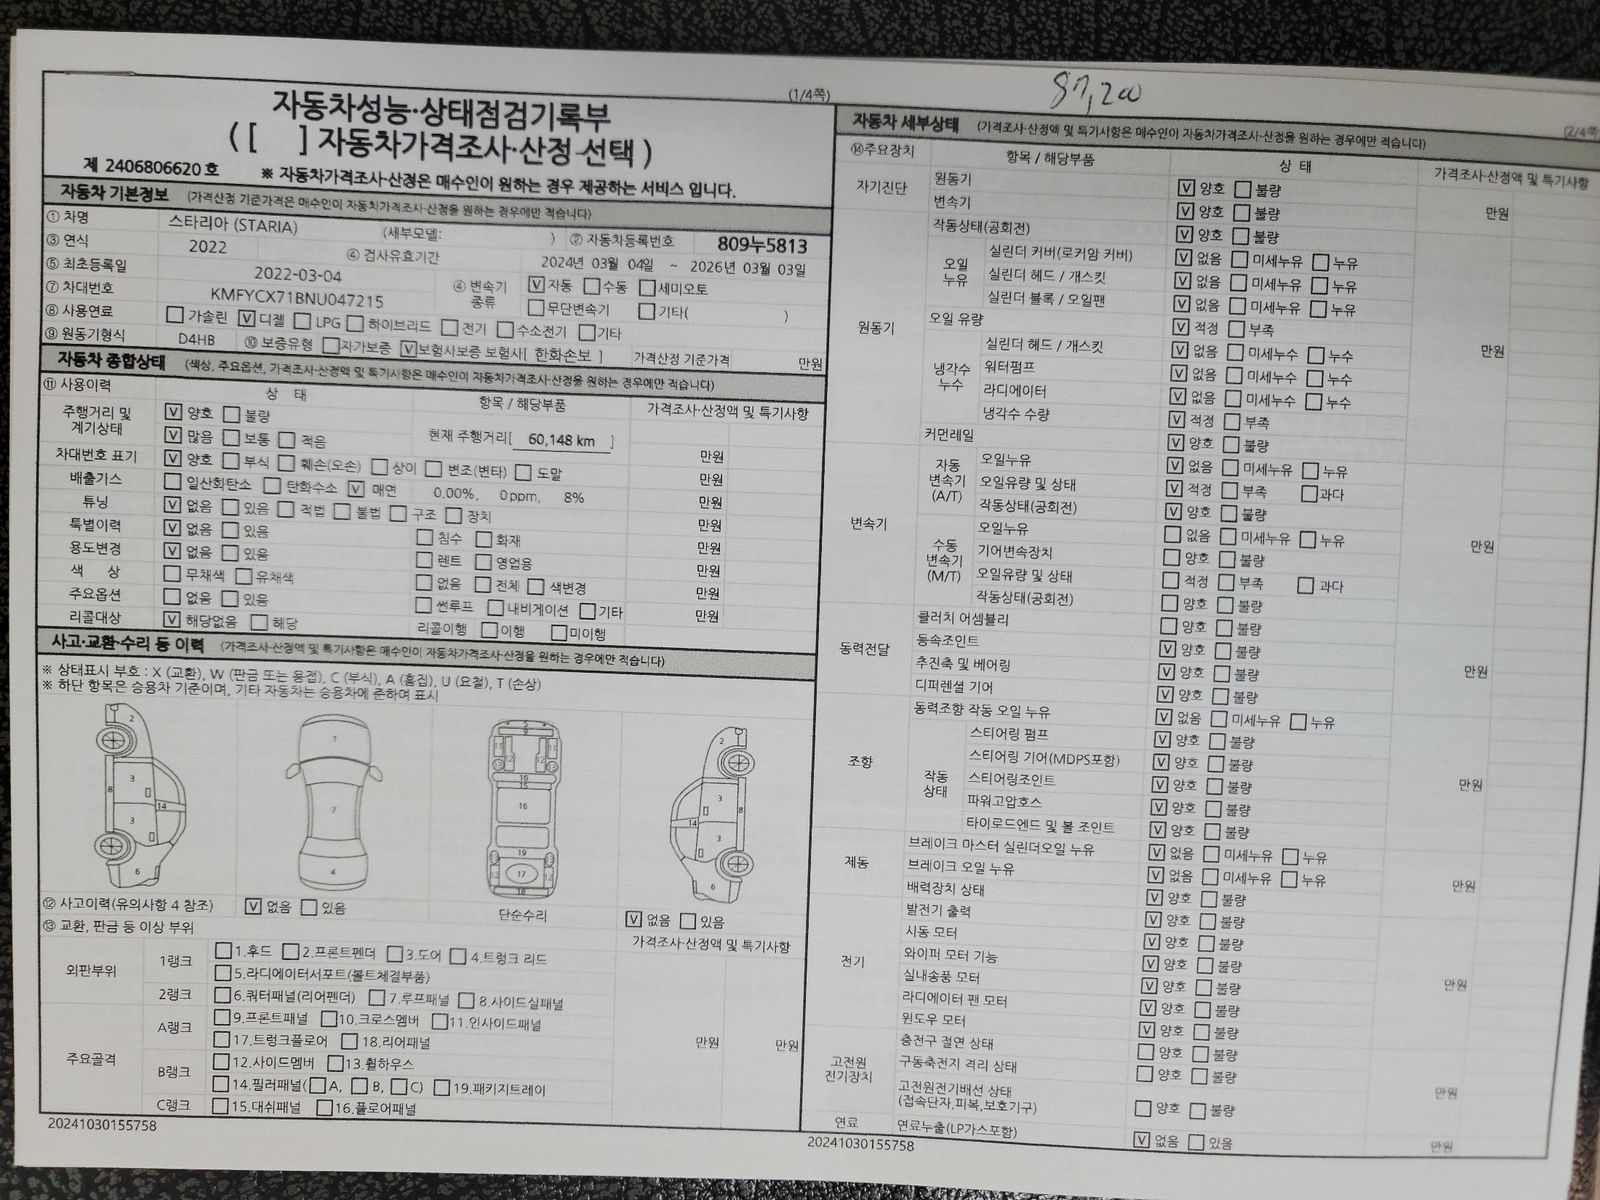 (1/4쪽)
자동차성능·상태점검기록부
( [ ] 자동차가격조사·산정 선택 )
제 2406806620 호
※ 자동차가격조사·산정은 매수인이 원하는 경우 제공하는 서비스 입니다.
자동차 기본정보 (가격산정 기준가격은 매수인이 자동차가격조사·산정을 원하는 경우에만 적습니다)
① 차명 스타리아 (STARIA) (세부모델: ) ② 자동차등록번호 809누5813
③ 연식 2022 ④ 검사유효기간 2024년 03월 04일 ~ 2026년 03월 03일
⑤ 최초등록일 2022-03-04
④ 변속기 종류 V 자동 수동 세미오토
무단변속기 기타( )
⑦ 차대번호 KMFYCX71BNU047215
⑧ 사용연료 가솔린 V 디젤 LPG 하이브리드 전기 수소전기 기타
⑨ 원동기형식 D4HB ⑩ 보증유형 자가보증 V 보험사보증 보험사[ 한화손보 ] 가격산정 기준가격 만원
자동차 종합상태 (색상, 주요옵션, 가격조사·산정액 및 특기사항은 매수인이 자동차가격조사·산정을 원하는 경우에만 적습니다)
⑪ 사용이력 상 태 항목 / 해당부품 가격조사·산정액 및 특기사항
주행거리 및 계기상태 V 양호 불량
V 많음 보통 적음 현재 주행거리[ 60,148 km ] 만원
차대번호 표기 V 양호 부식 훼손(오손) 상이 변조(변타) 도말 만원
배출가스 일산화탄소 탄화수소 V 매연 0.00%, 0 ppm, 8% 만원
튜닝 V 없음 있음 적법 불법 구조 장치 만원
특별이력 V 없음 있음 침수 화재 만원
용도변경 V 없음 있음 렌트 영업용 만원
색 상 무채색 유채색 없음 전체 색변경 만원
주요옵션 없음 있음 썬루프 내비게이션 기타 만원
리콜대상 V 해당없음 해당 리콜이행 이행 미이행
사고·교환·수리 등 이력 (가격조사·산정액 및 특기사항은 매수인이 자동차가격조사·산정을 원하는 경우에만 적습니다)
※ 상태표시 부호 : X (교환), W (판금 또는 용접), C (부식), A (흠집), U (요철), T (손상)
※ 하단 항목은 승용차 기준이며, 기타 자동차는 승용차에 준하여 표시
2 3 8 14 3 6
1 7 4
5 9 11 11 12 12 13 13 10 15 16 19 13 13 12 12 17 18
2 3 8 14 3 6
⑫ 사고이력(유의사항 4 참조) V 없음 있음 단순수리 V 없음 있음
⑬ 교환, 판금 등 이상 부위 가격조사·산정액 및 특기사항
외판부위 1랭크 1.후드 2.프론트펜더 3.도어 4.트렁크 리드
5.라디에이터서포트(볼트체결부품)
2랭크 6.쿼터패널(리어펜더) 7.루프패널 8.사이드실패널
주요골격 A랭크 9.프론트패널 10.크로스멤버 11.인사이드패널
17.트렁크플로어 18.리어패널 만원 만원
B랭크 12.사이드멤버 13.휠하우스
14.필러패널( A, B, C) 19.패키지트레이
C랭크 15.대쉬패널 16.플로어패널
20241030155758
87,200
(2/4쪽
자동차 세부상태 (가격조사·산정액 및 특기사항은 매수인이 자동차가격조사·산정을 원하는 경우에만 적습니다)
⑭주요장치 항목 / 해당부품 상 태 가격조사·산정액 및 특기사항
자기진단 원동기 V 양호 불량
변속기 V 양호 불량 만원
원동기 작동상태(공회전) V 양호 불량
오일 누유 실린더 커버(로커암 커버) V 없음 미세누유 누유
실린더 헤드 / 개스킷 V 없음 미세누유 누유
실린더 블록 / 오일팬 V 없음 미세누유 누유
오일 유량 V 적정 부족
냉각수 누수 실린더 헤드 / 개스킷 V 없음 미세누수 누수 만원
워터펌프 V 없음 미세누수 누수
라디에이터 V 없음 미세누수 누수
냉각수 수량 V 적정 부족
커먼레일 V 양호 불량
변속기 자동 변속기 (A/T) 오일누유 V 없음 미세누유 누유
오일유량 및 상태 V 적정 부족 과다
작동상태(공회전) V 양호 불량
수동 변속기 (M/T) 오일누유 없음 미세누유 누유 만원
기어변속장치 양호 불량
오일유량 및 상태 적정 부족 과다
작동상태(공회전) 양호 불량
동력전달 클러치 어셈블리 양호 불량
등속조인트 V 양호 불량
추진축 및 베어링 V 양호 불량 만원
디퍼렌셜 기어 V 양호 불량
조향 동력조향 작동 오일 누유 V 없음 미세누유 누유
작동 상태 스티어링 펌프 V 양호 불량
스티어링 기어(MDPS포함) V 양호 불량
스티어링조인트 V 양호 불량 만원
파워고압호스 V 양호 불량
타이로드엔드 및 볼 조인트 V 양호 불량
제동 브레이크 마스터 실린더오일 누유 V 없음 미세누유 누유
브레이크 오일 누유 V 없음 미세누유 누유 만원
배력장치 상태 V 양호 불량
전기 발전기 출력 V 양호 불량
시동 모터 V 양호 불량
와이퍼 모터 기능 V 양호 불량
실내송풍 모터 V 양호 불량 만원
라디에이터 팬 모터 V 양호 불량
윈도우 모터 V 양호 불량
고전원 전기장치 충전구 절연 상태 양호 불량
구동축전지 격리 상태 양호 불량
고전원전기배선 상태 (접속단자,피복,보호기구) 양호 불량 만원
연료 연료누출(LP가스포함) V 없음 있음 만원
20241030155758